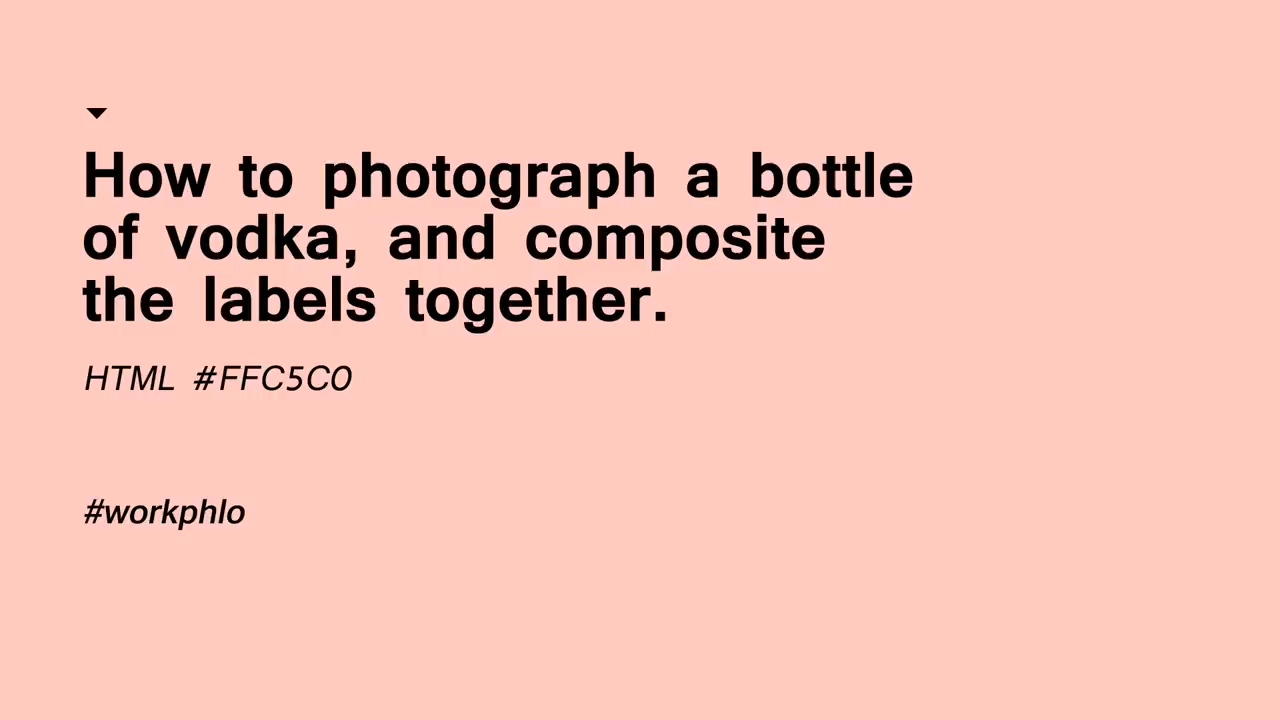 How to photograph a bottle
of vodka, and composite
the labels together.
HTML #FFC5C0
#workphlo